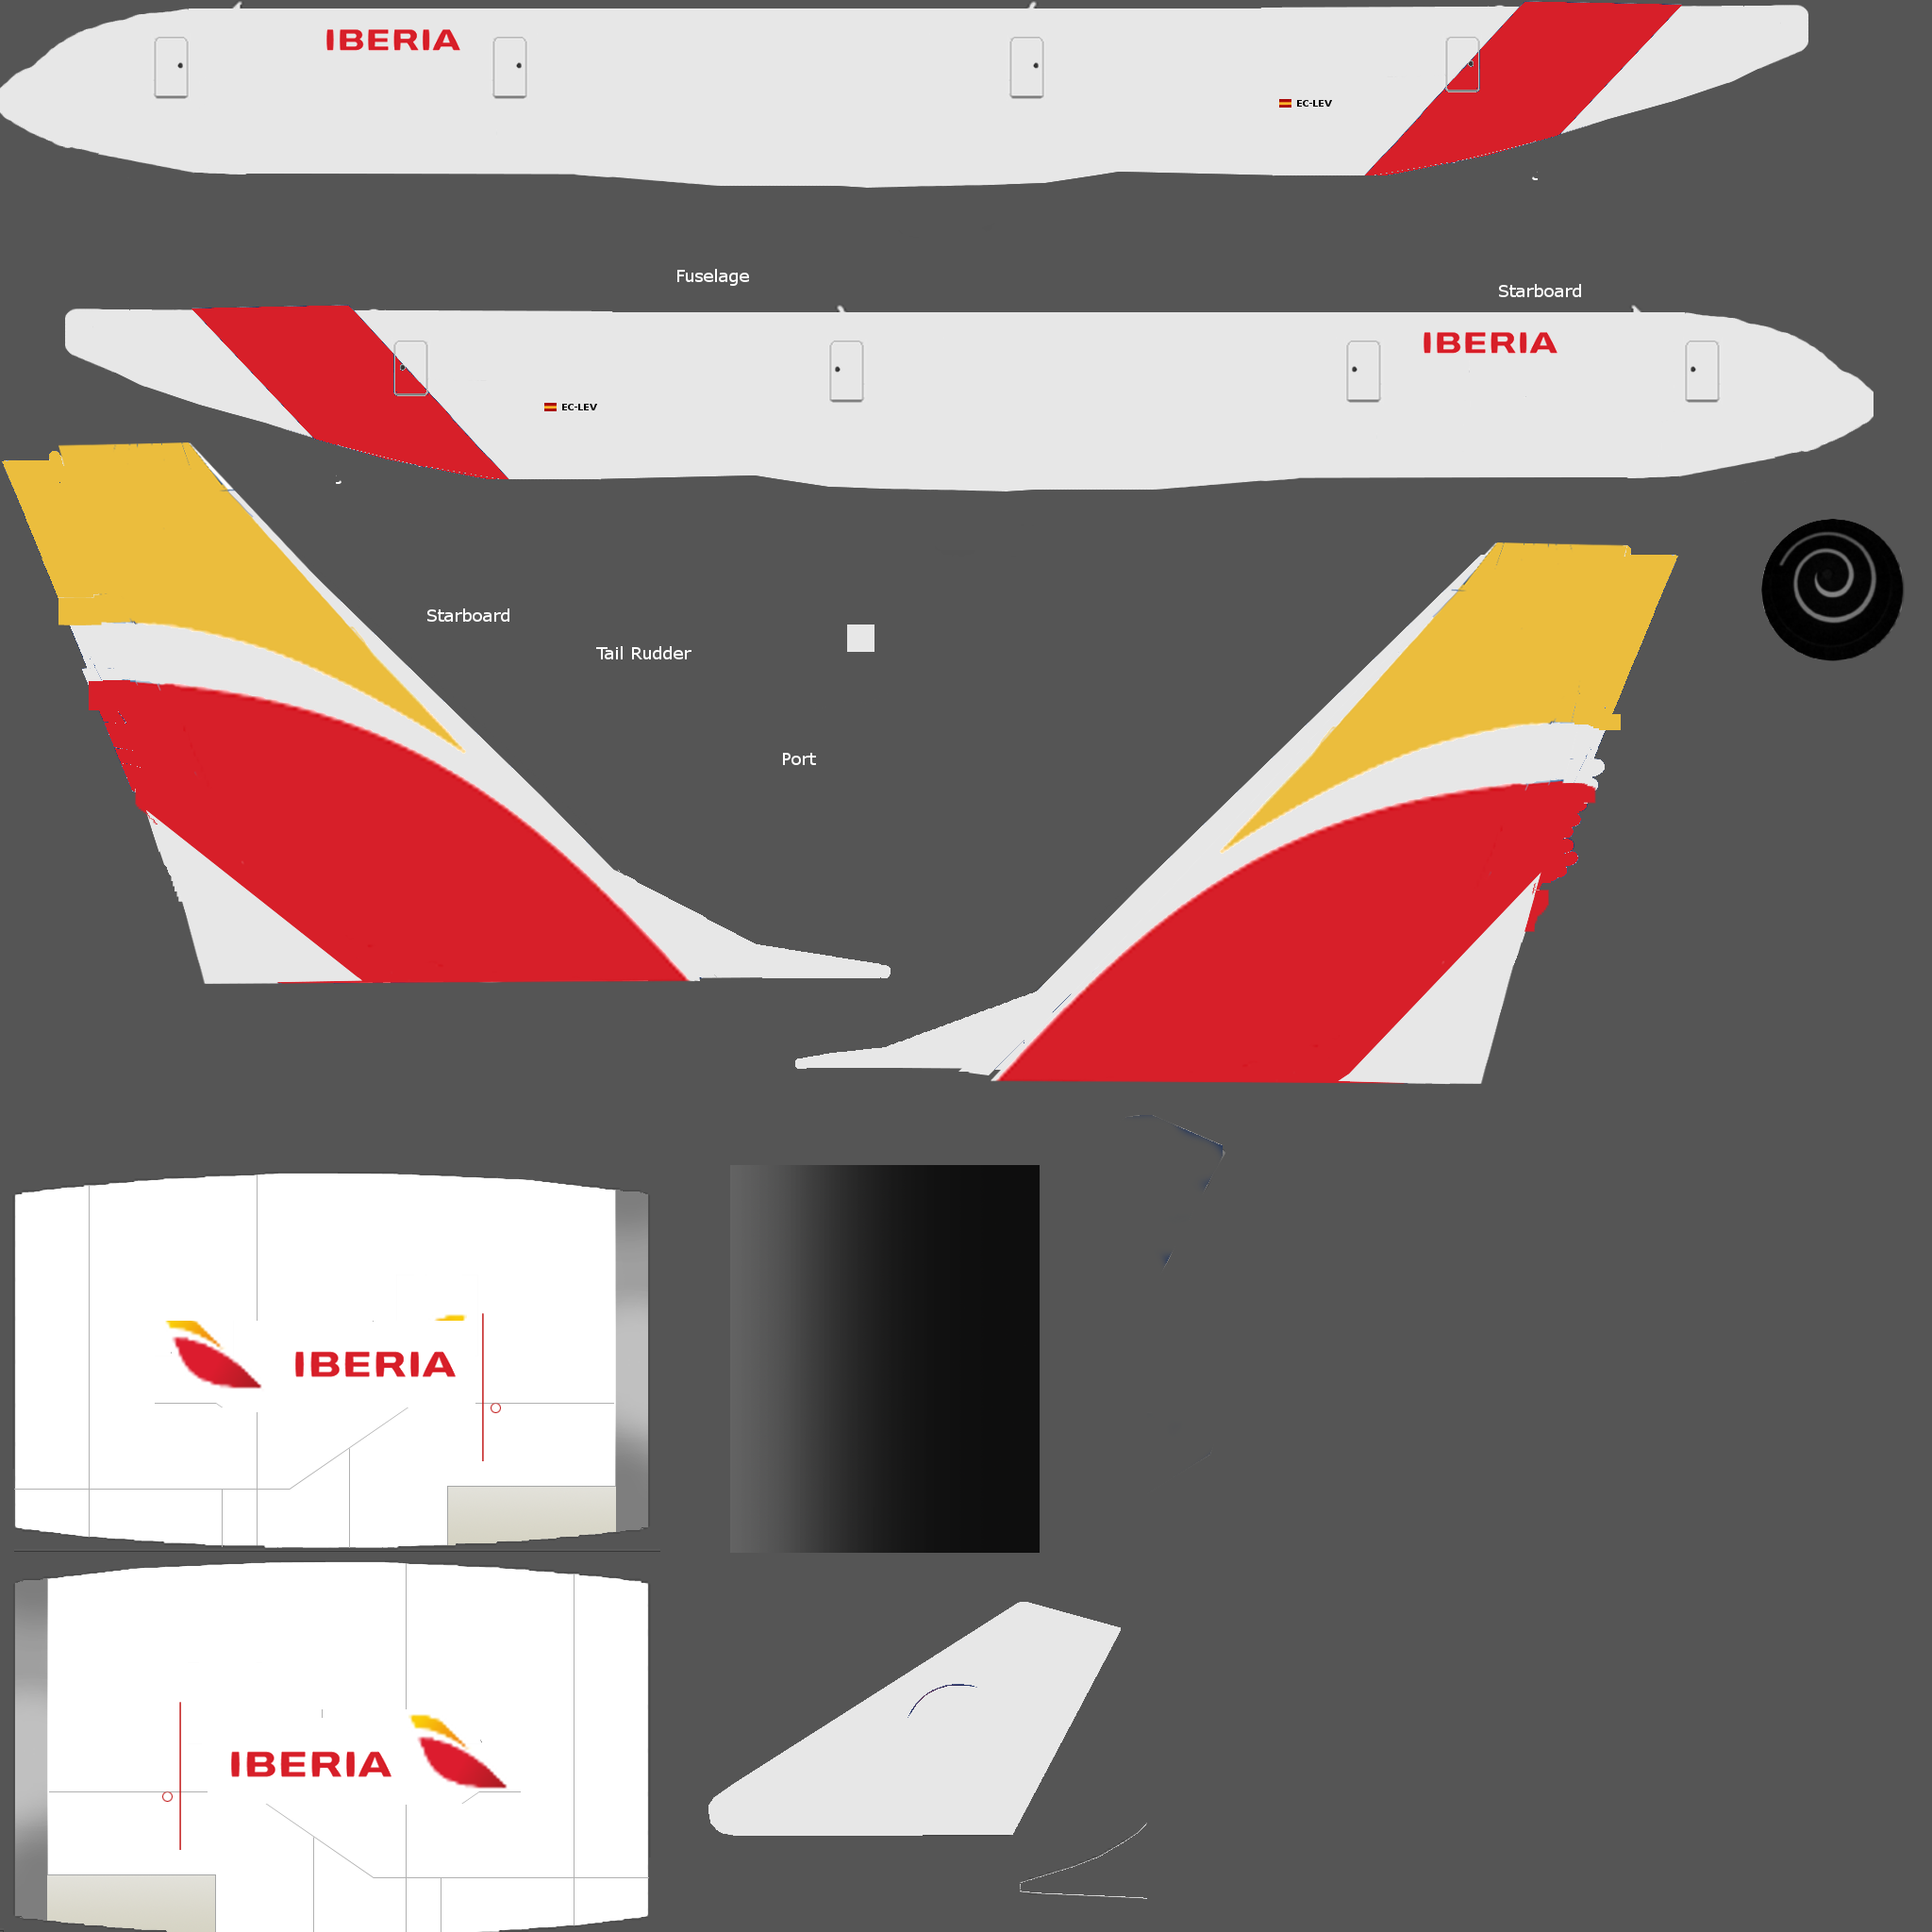 IBERIA
EC-LEV
Fuselage
Starboard
IBERIA
EC-LEV
Starboard
Tail Rudder
Port
IBERIA
IBERIA